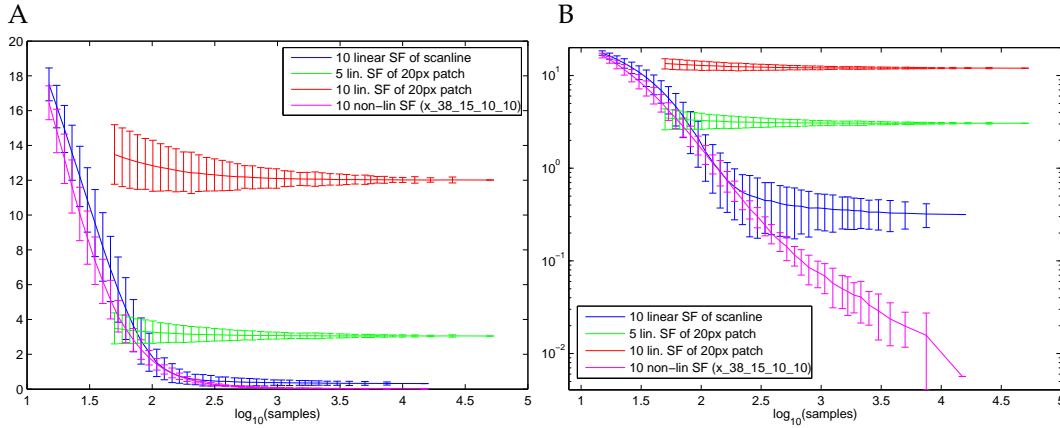 A
20
18
16
14
12
10
8
6
4
2
0
1
1.5
2
2.5
3
3.5
4
4.5
5
log10(samples)
10 linear SF of scanline
5 lin. SF of 20px patch
10 lin. SF of 20px patch
10 non−lin SF (x_38_15_10_10)
B
10^1
10^0
10^−1
10^−2
1
1.5
2
2.5
3
3.5
4
4.5
5
log10(samples)
10 linear SF of scanline
5 lin. SF of 20px patch
10 lin. SF of 20px patch
10 non−lin SF (x_38_15_10_10)